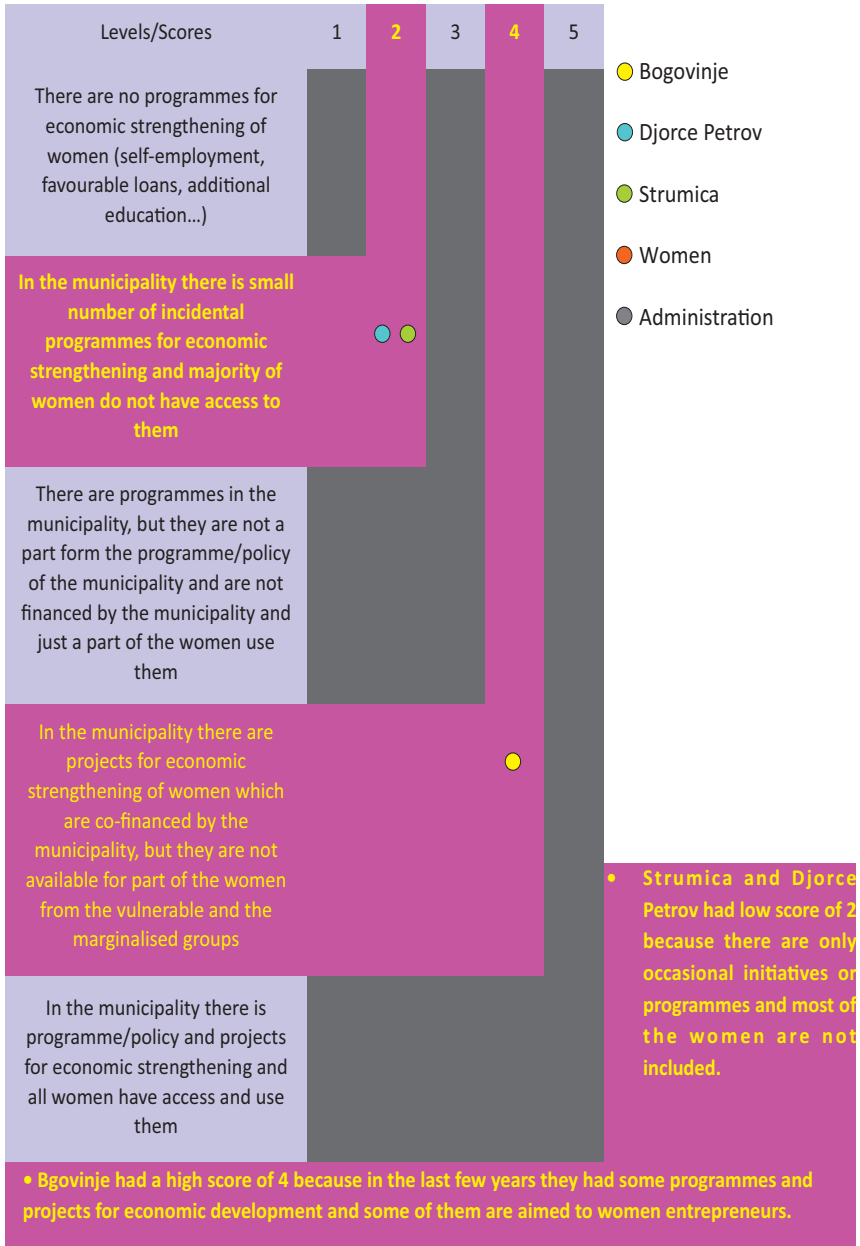 Levels/Scores 1 2 3 4 5
There are no programmes for
economic strengthening of
women (self-employment,
favourable loans, additional
education…)
In the municipality there is small
number of incidental
programmes for economic
strengthening and majority of
women do not have access to
them
There are programmes in the
municipality, but they are not a
part form the programme/policy
of the municipality and are not
financed by the municipality and
just a part of the women use
them
In the municipality there are
projects for economic
strengthening of women which
are co-financed by the
municipality, but they are not
available for part of the women
from the vulnerable and the
marginalised groups
In the municipality there is
programme/policy and projects
for economic strengthening and
all women have access and use
them
Bogovinje
Djorce Petrov
Strumica
Women
Administration
• Strumica and Djorce
Petrov had low score of 2
because there are only
occasional initiatives or
programmes and most of
the women are not
included.
• Bgovinje had a high score of 4 because in the last few years they had some programmes and
projects for economic development and some of them are aimed to women entrepreneurs.